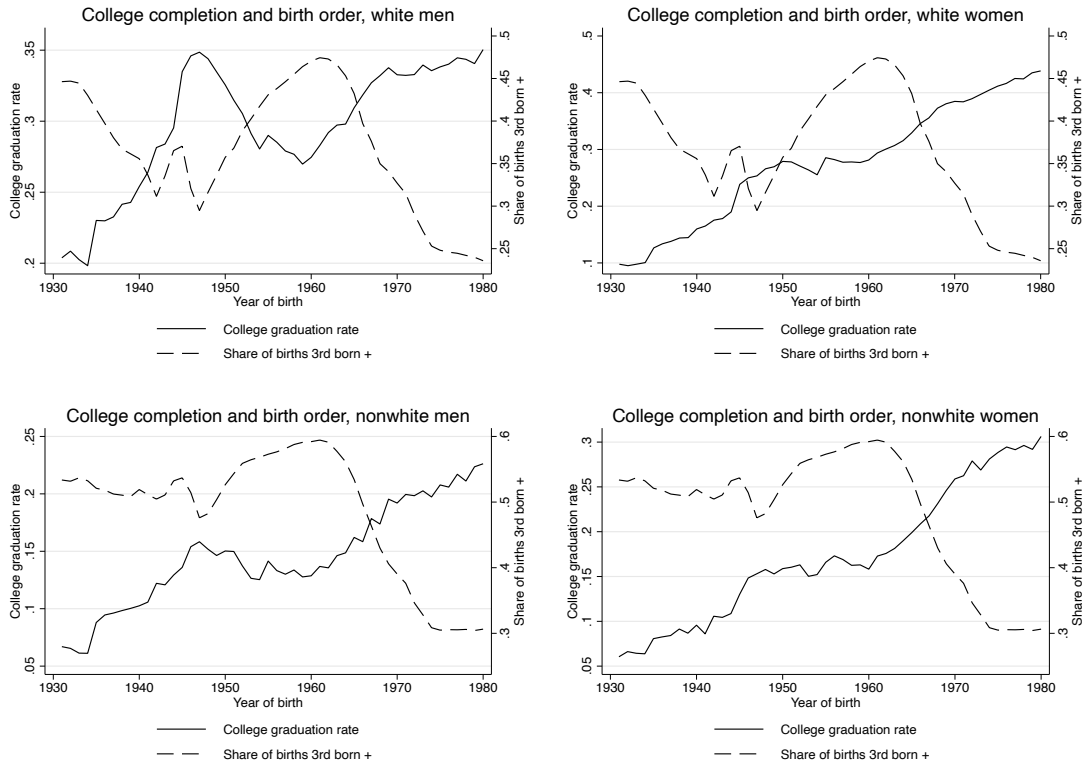 College completion and birth order, white men
College graduation rate
.2 .25 .3 .35
.25 .3 .35 .4 .45 .5
Share of births 3rd born +
1930 1940 1950 1960 1970 1980
Year of birth
College graduation rate
Share of births 3rd born +
College completion and birth order, white women
College graduation rate
.1 .2 .3 .4 .5
.25 .3 .35 .4 .45 .5
Share of births 3rd born +
1930 1940 1950 1960 1970 1980
Year of birth
College graduation rate
Share of births 3rd born +
College completion and birth order, nonwhite men
College graduation rate
.05 .1 .15 .2 .25
.3 .4 .5 .6
Share of births 3rd born +
1930 1940 1950 1960 1970 1980
Year of birth
College graduation rate
Share of births 3rd born +
College completion and birth order, nonwhite women
College graduation rate
.05 .1 .15 .2 .25 .3
.3 .4 .5 .6
Share of births 3rd born +
1930 1940 1950 1960 1970 1980
Year of birth
College graduation rate
Share of births 3rd born +